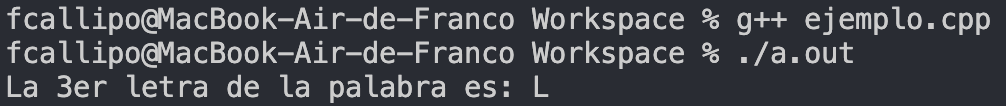 fcallipo@MacBook-Air-de-Franco Workspace % g++ ejemplo.cpp
fcallipo@MacBook-Air-de-Franco Workspace % ./a.out
La 3er letra de la palabra es: L